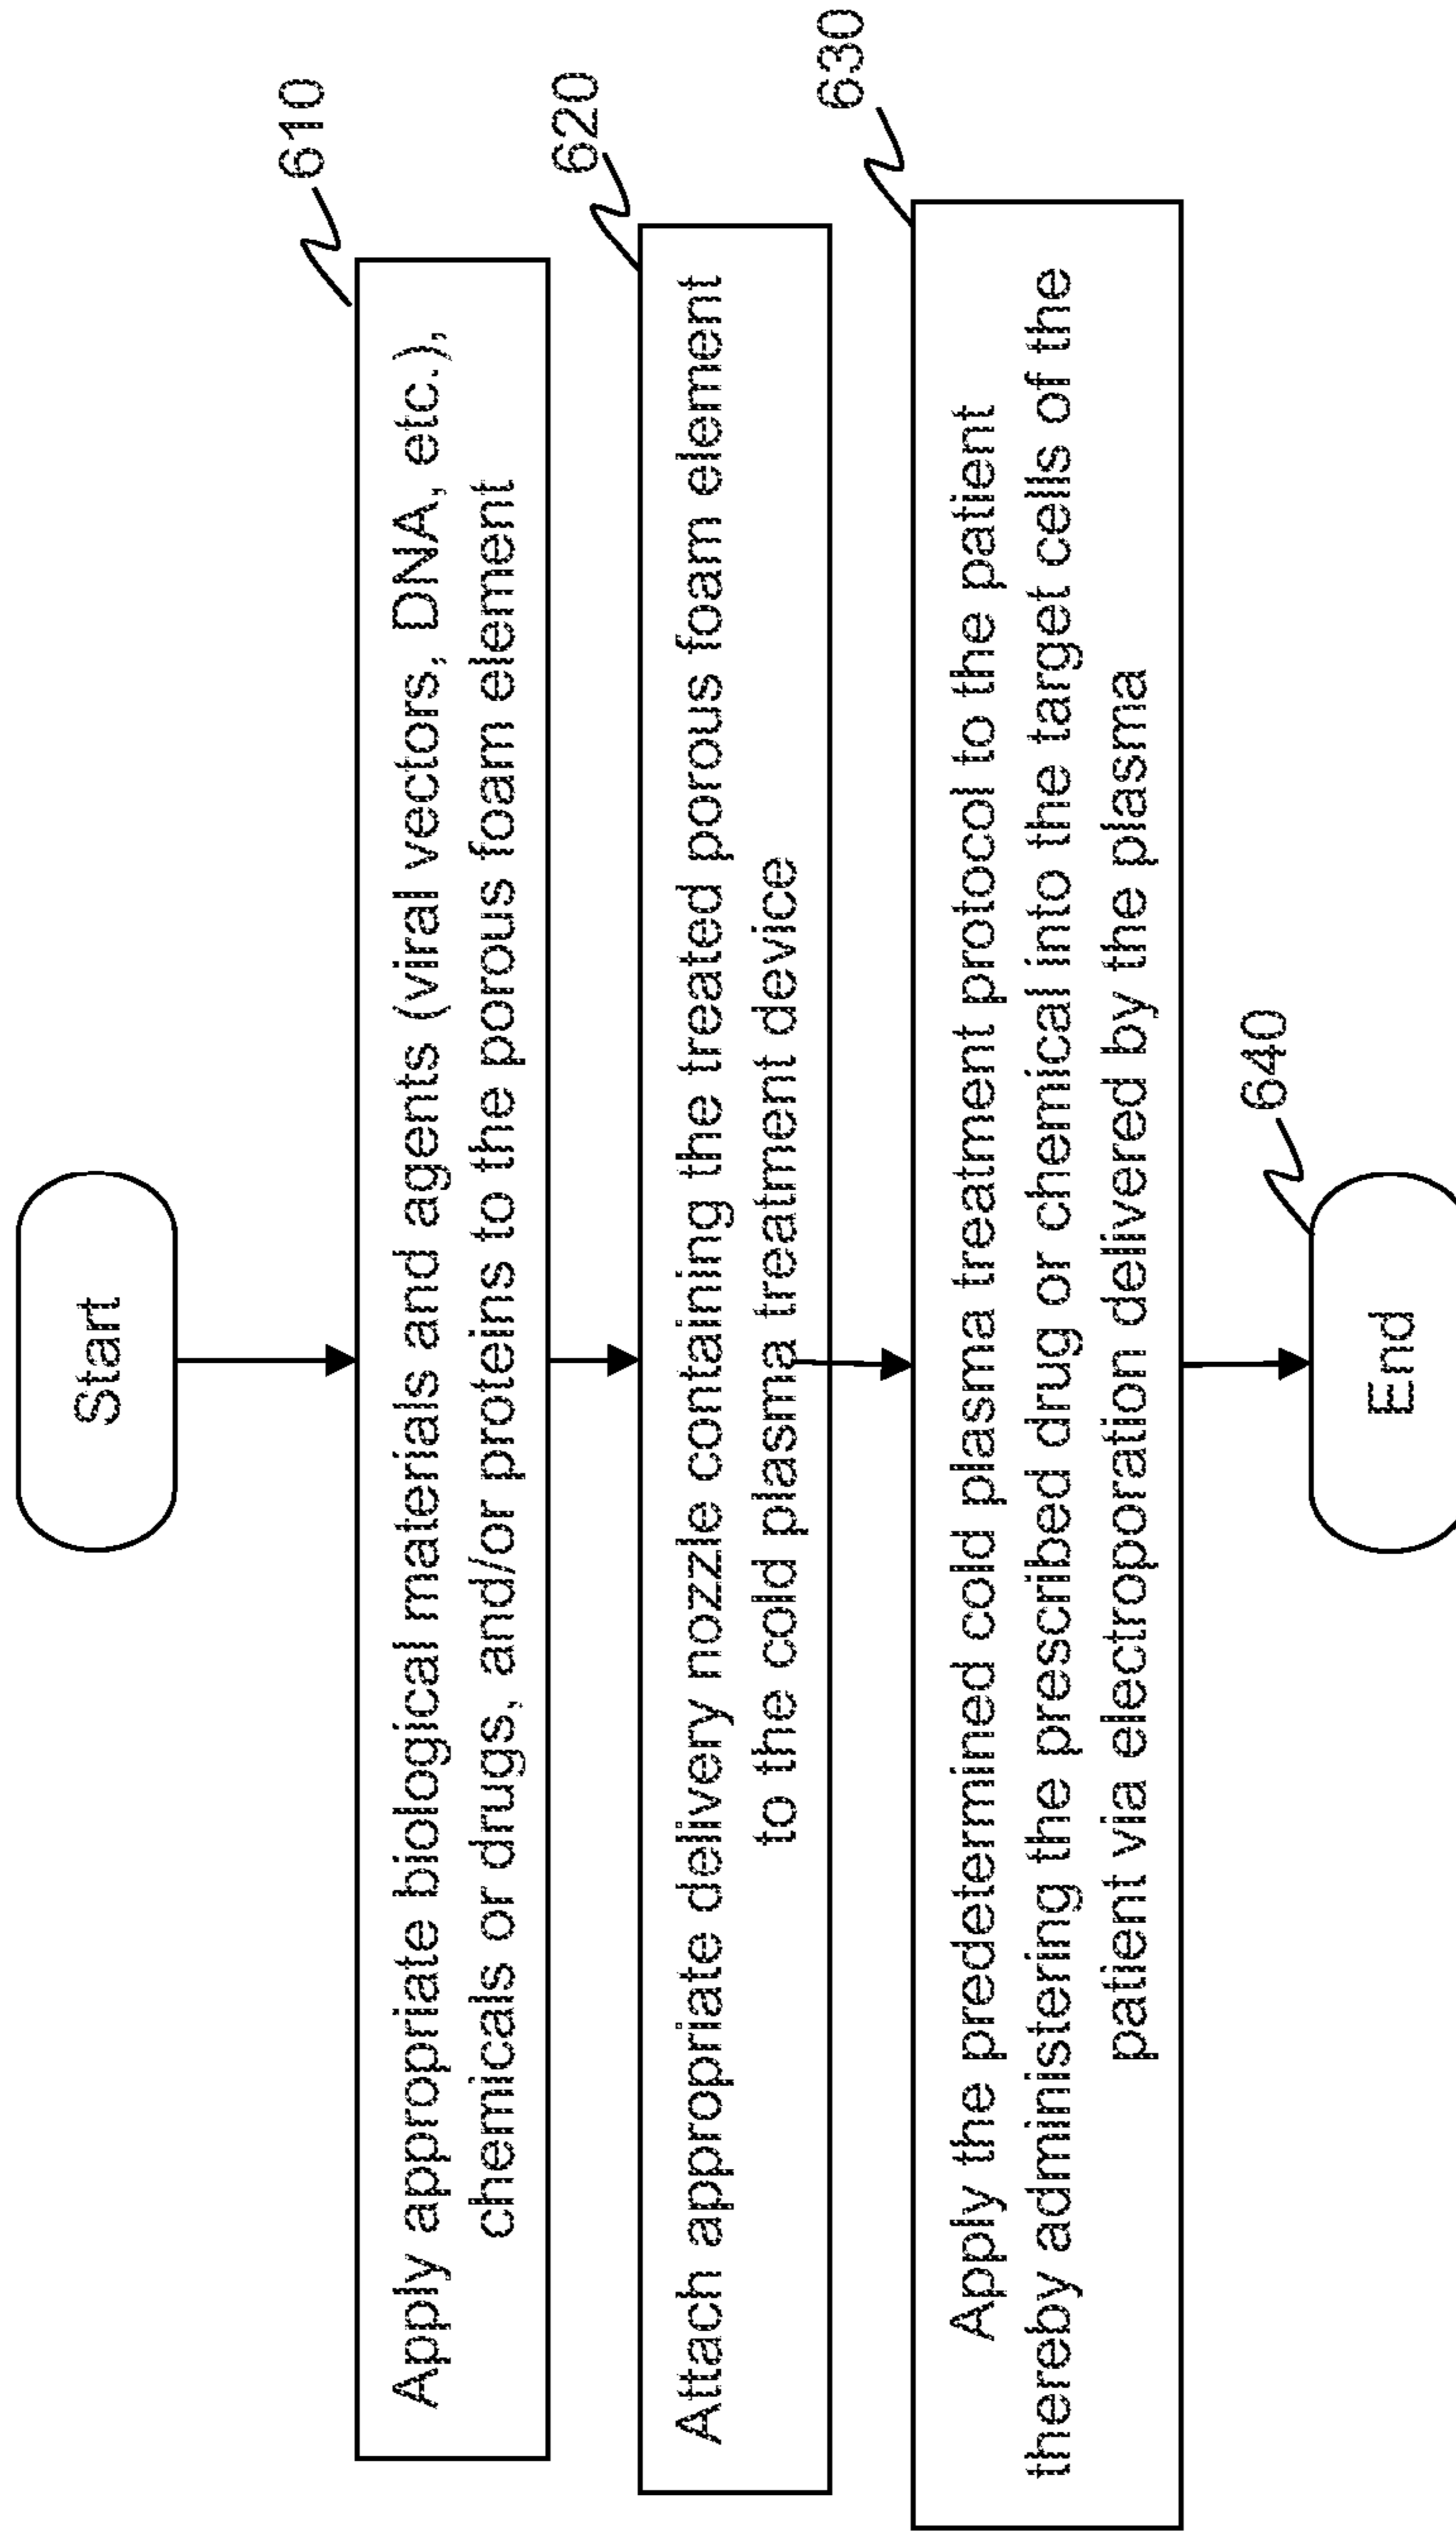 Start
610
Apply appropriate biological materials and agents (viral vectors, DNA, etc.),
chemicals or drugs, and/or proteins to the porous foam element
620
Attach appropriate delivery nozzle containing the treated porous foam element
to the cold plasma treatment device
630
Apply the predetermined cold plasma treatment protocol to the patient
thereby administering the prescribed drug or chemical into the target cells of the
patient via electroporation delivered by the plasma
640
End